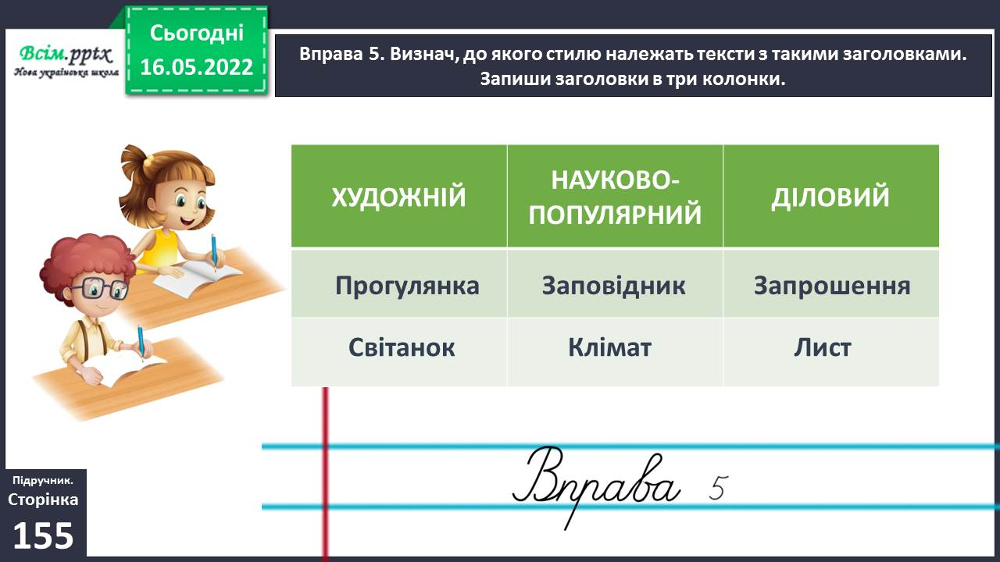 Всім.pptx
Нова українська школа
Сьогодні
16.05.2022
Вправа 5. Визнач, до якого стилю належать тексти з такими заголовками.
Запиши заголовки в три колонки.
ХУДОЖНІЙ
НАУКОВО-
ПОПУЛЯРНИЙ
ДІЛОВИЙ
Прогулянка
Заповідник
Запрошення
Світанок
Клімат
Лист
Вправа 5
Підручник.
Сторінка
155